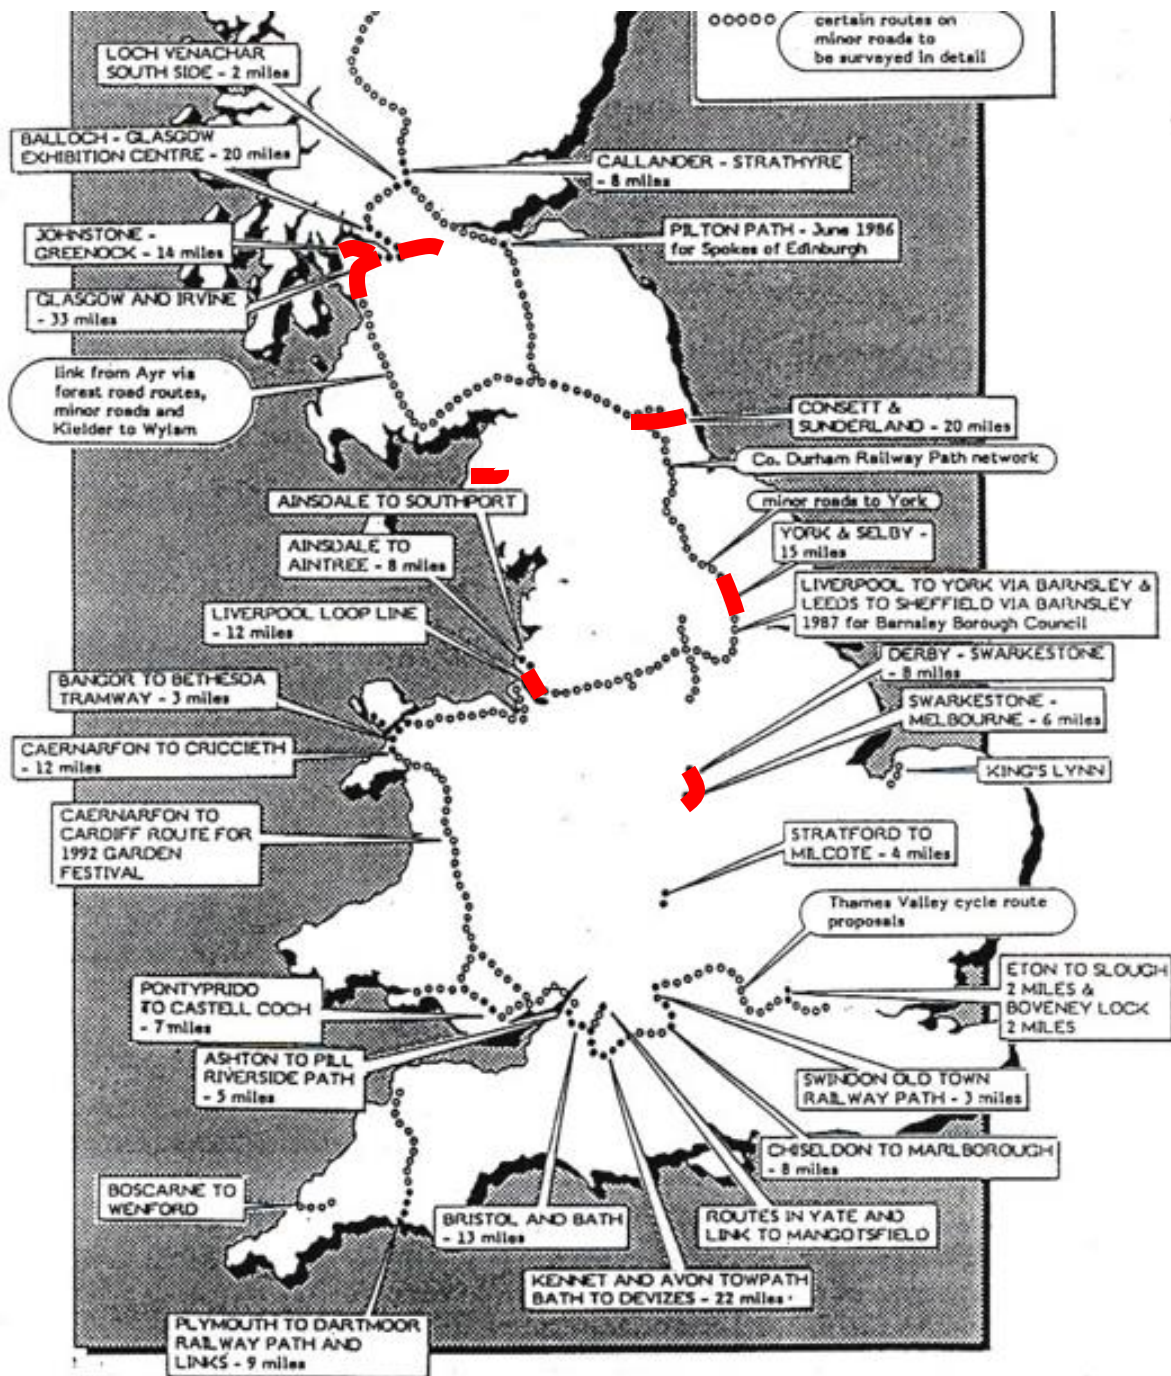 certain routes on
minor roads to
be surveyed in detail
LOCH VENACHAR
SOUTH SIDE - 2 miles
BALLOCH - GLASGOW
EXHIBITION CENTRE - 20 miles
CALLANDER - STRATHYRE
- 8 miles
JOHNSTONE -
GREENOCK - 14 miles
PILTON PATH - June 1986
for Spokes of Edinburgh
GLASGOW AND IRVINE
- 33 miles
link from Ayr via
forest road routes,
minor roads and
Kielder to Wylam
CONSETT &
SUNDERLAND - 20 miles
Co. Durham Railway Path network
AINSDALE TO SOUTHPORT
minor roads to York
AINSDALE TO
AINTREE - 8 miles
YORK & SELBY -
15 miles
LIVERPOOL LOOP LINE
- 12 miles
LIVERPOOL TO YORK VIA BARNSLEY &
LEEDS TO SHEFFIELD VIA BARNSLEY
1987 for Barnsley Borough Council
BANGOR TO BETHESDA
TRAMWAY - 3 miles
DERBY - SWARKESTONE
- 8 miles
SWARKESTONE -
MELBOURNE - 6 miles
CAERNARFON TO CRICCIETH
- 12 miles
KING'S LYNN
CAERNARFON TO
CARDIFF ROUTE FOR
1992 GARDEN
FESTIVAL
STRATFORD TO
MILCOTE - 4 miles
Thames Valley cycle route
proposals
PONTYPRIDD
TO CASTELL COCH
- 7 miles
ETON TO SLOUGH
2 MILES &
BOVENEY LOCK
2 MILES
ASHTON TO PILL
RIVERSIDE PATH
- 5 miles
SWINDON OLD TOWN
RAILWAY PATH - 3 miles
CHISELDON TO MARLBOROUGH
- 8 miles
BOSCARNE TO
WENFORD
BRISTOL AND BATH
- 13 miles
ROUTES IN YATE AND
LINK TO MANGOTSFIELD
KENNET AND AVON TOWPATH
BATH TO DEVIZES - 22 miles
PLYMOUTH TO DARTMOOR
RAILWAY PATH AND
LINKS - 9 miles